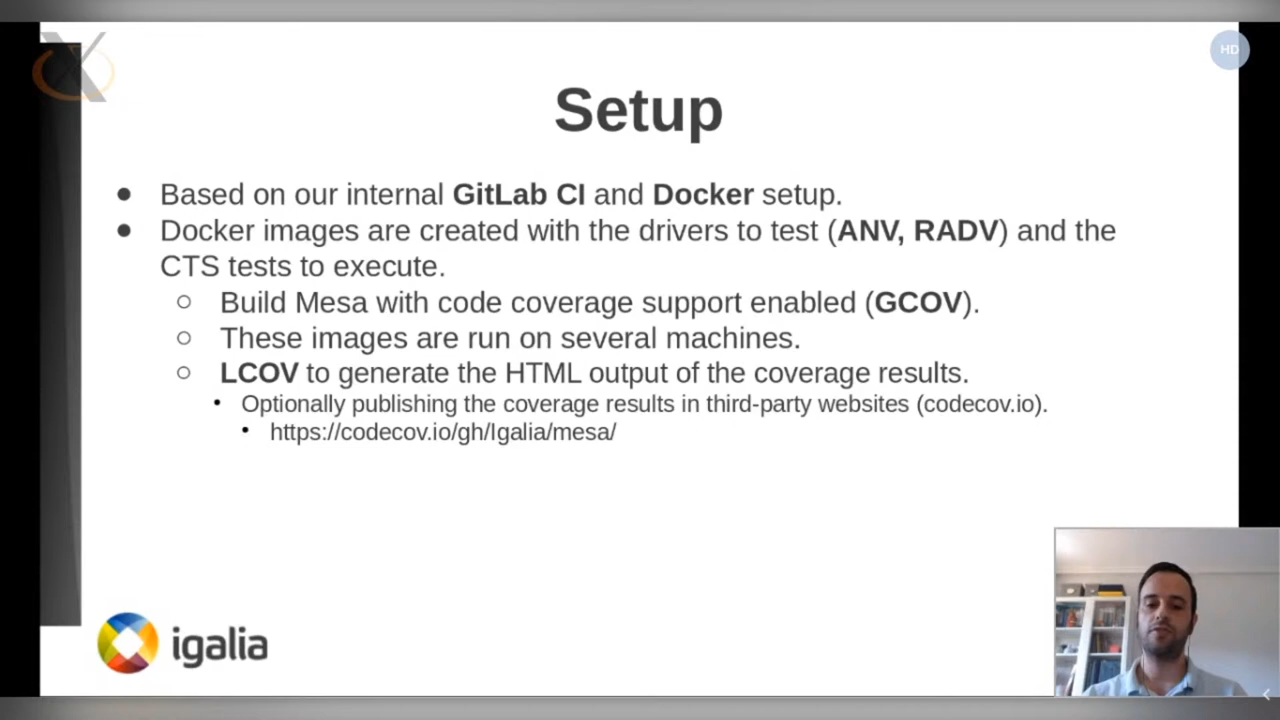 HD
Setup
● Based on our internal GitLab CI and Docker setup.
● Docker images are created with the drivers to test (ANV, RADV) and the
CTS tests to execute.
○ Build Mesa with code coverage support enabled (GCOV).
○ These images are run on several machines.
○ LCOV to generate the HTML output of the coverage results.
• Optionally publishing the coverage results in third-party websites (codecov.io).
• https://codecov.io/gh/Igalia/mesa/
igalia